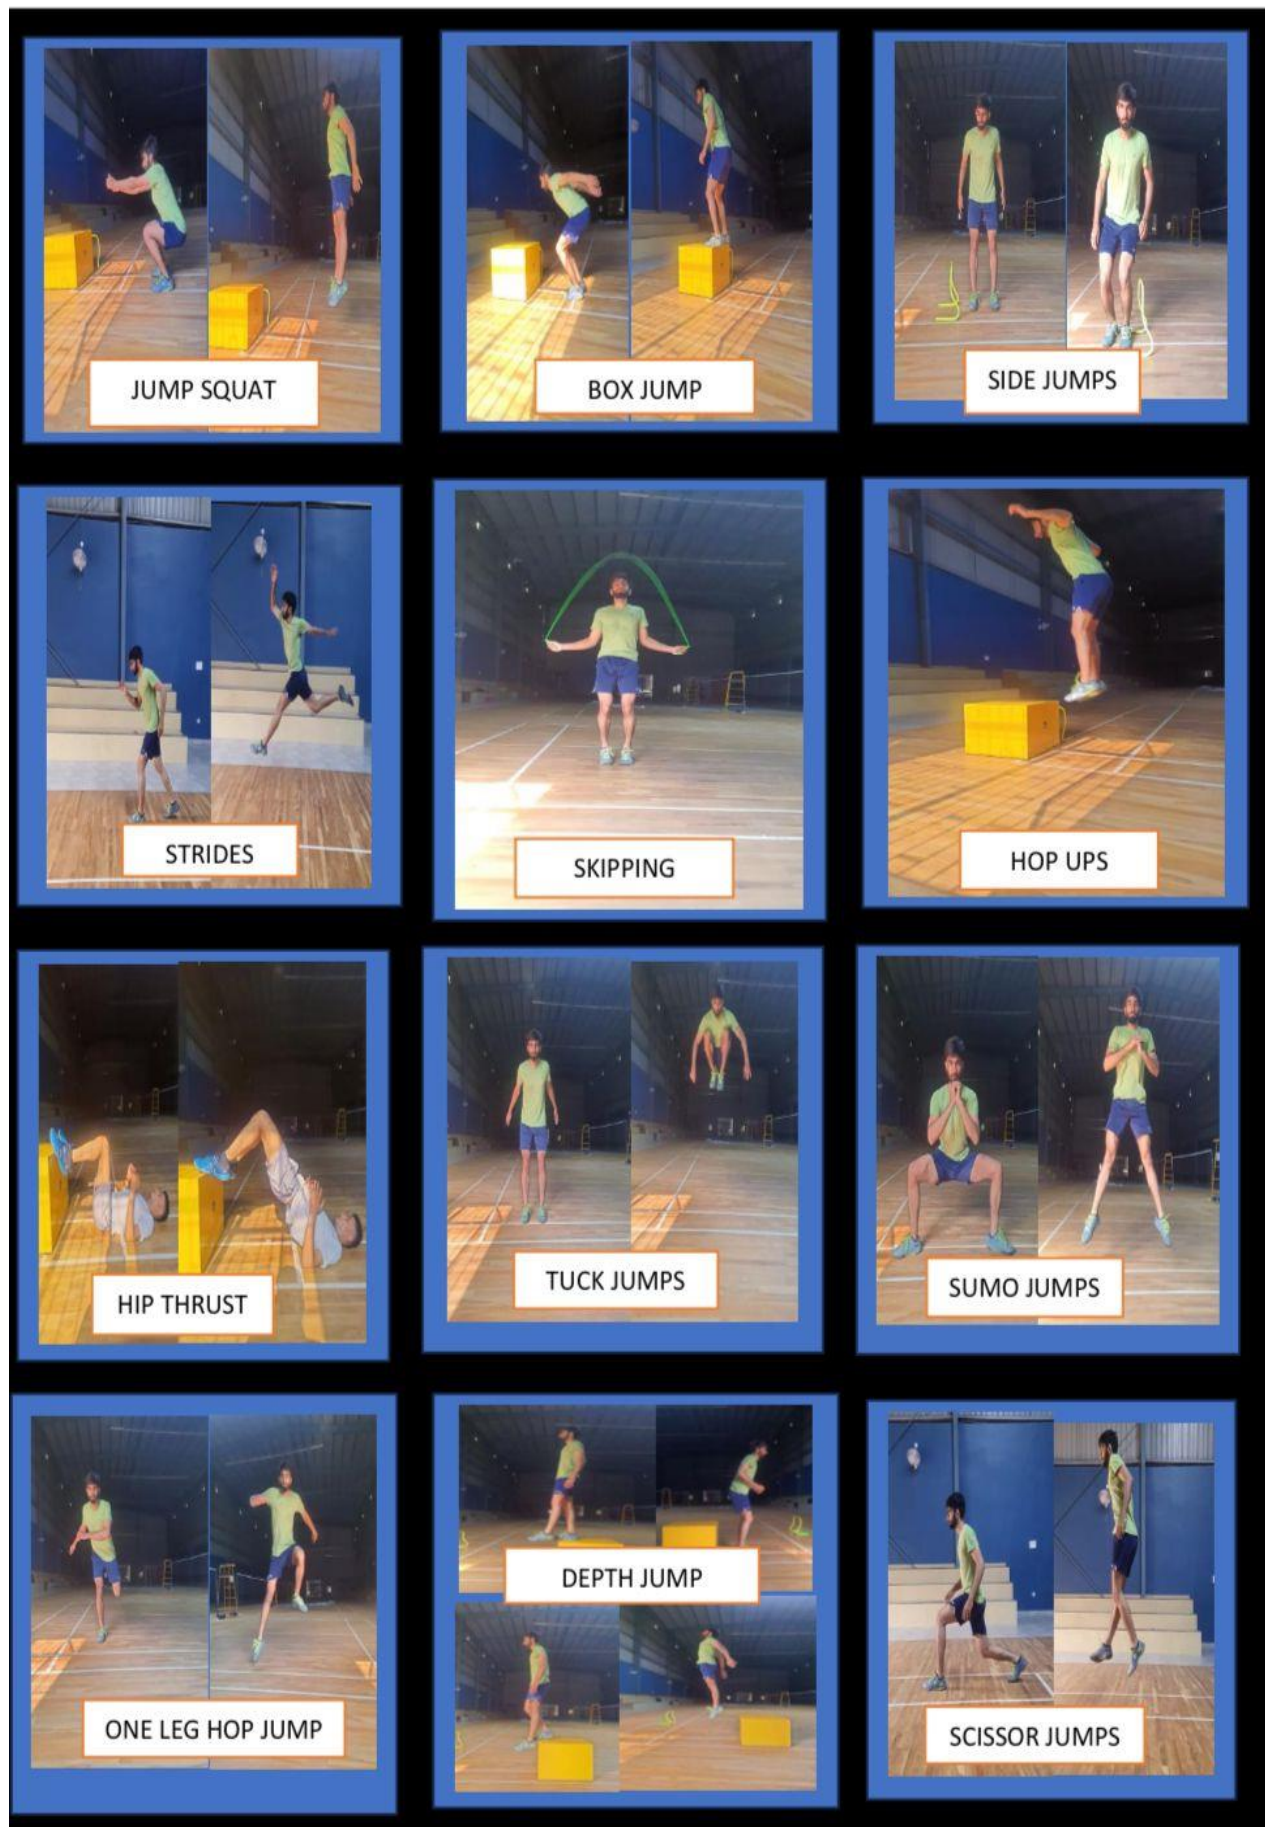 JUMP SQUAT
BOX JUMP
SIDE JUMPS
STRIDES
SKIPPING
HOP UPS
HIP THRUST
TUCK JUMPS
SUMO JUMPS
ONE LEG HOP JUMP
DEPTH JUMP
SCISSOR JUMPS